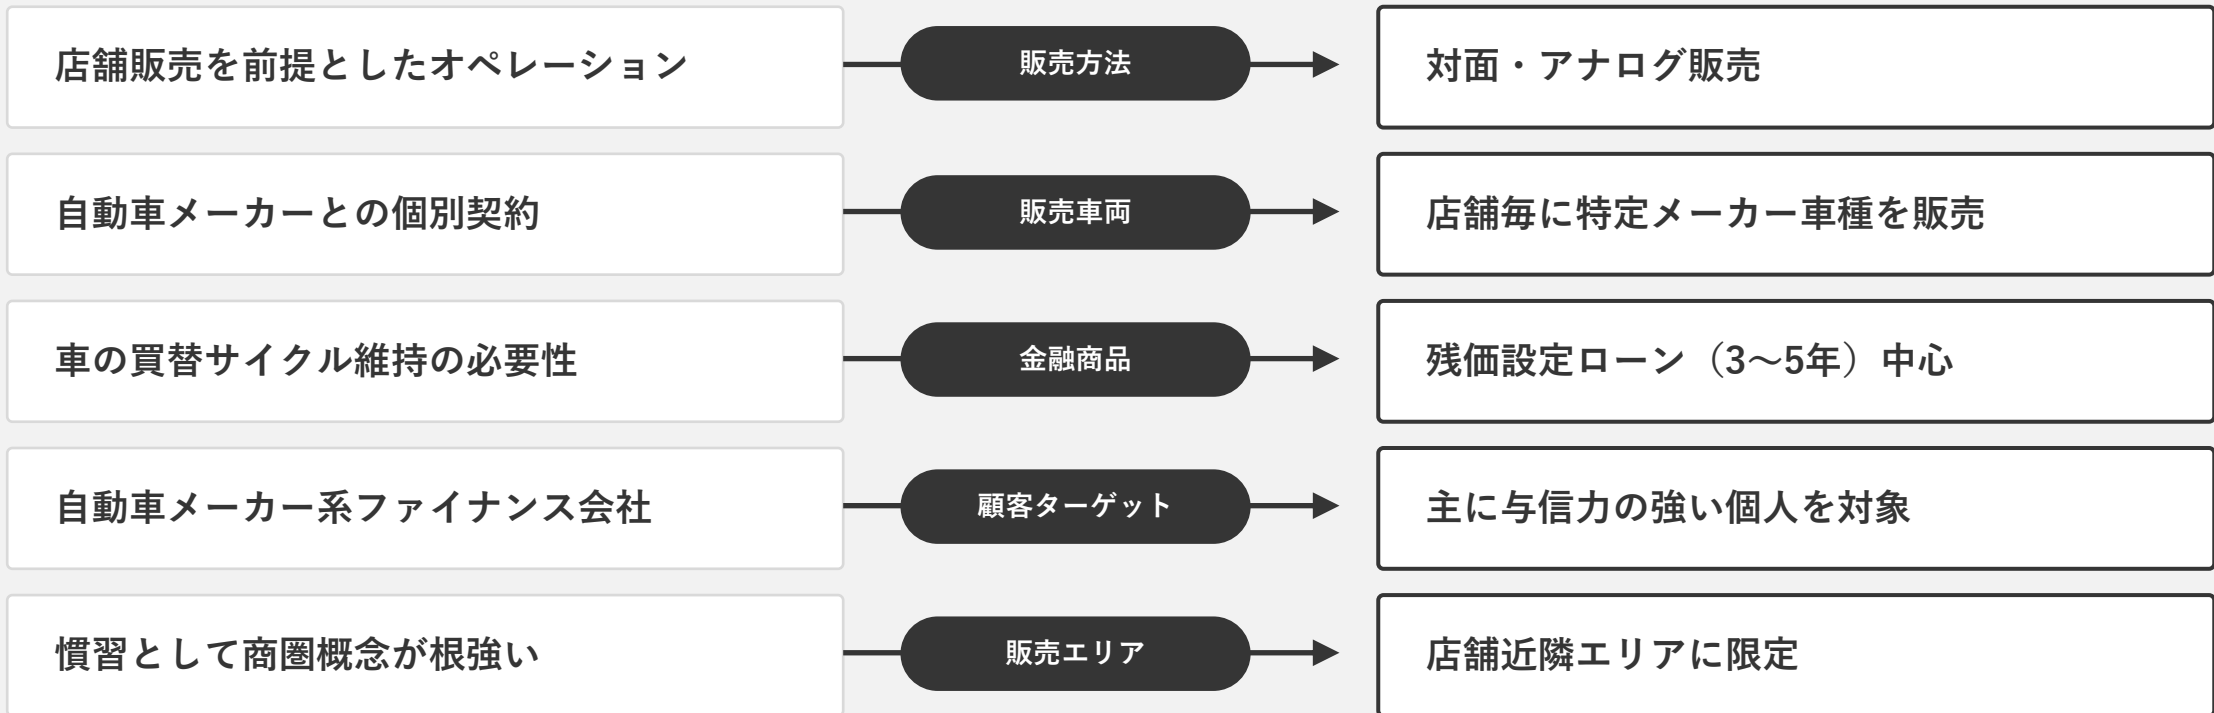 店舗販売を前提としたオペレーション
販売方法
対面・アナログ販売
自動車メーカーとの個別契約
販売車両
店舗毎に特定メーカー車種を販売
車の買替サイクル維持の必要性
金融商品
残価設定ローン（3〜5年）中心
自動車メーカー系ファイナンス会社
顧客ターゲット
主に与信力の強い個人を対象
慣習として商圏概念が根強い
販売エリア
店舗近隣エリアに限定